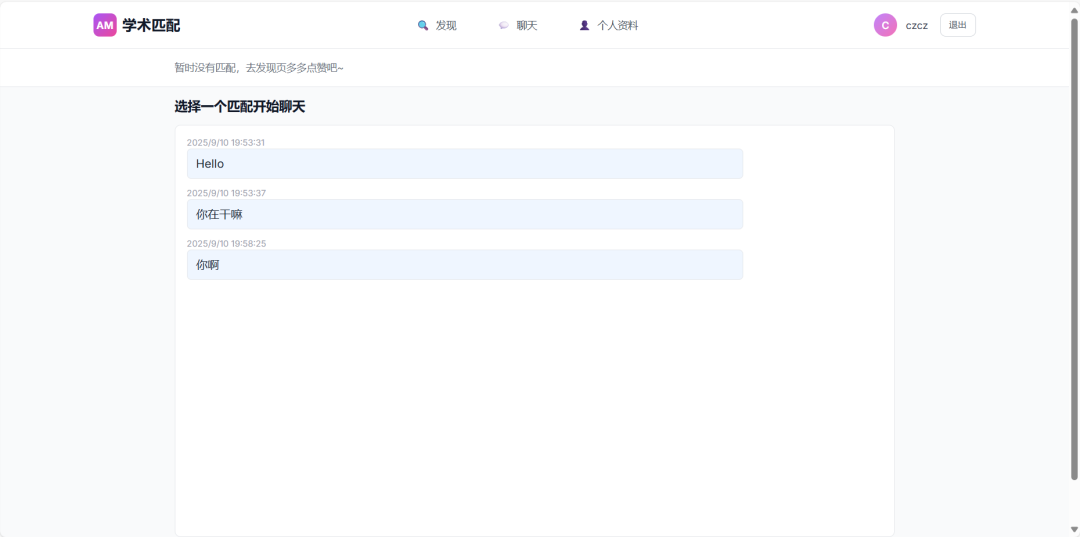 AM 学术匹配 发现 聊天 个人资料 C czcz 退出
暂时没有匹配，去发现页多多点赞吧~
选择一个匹配开始聊天
2025/9/10 19:53:31
Hello
2025/9/10 19:53:37
你在干嘛
2025/9/10 19:58:25
你啊